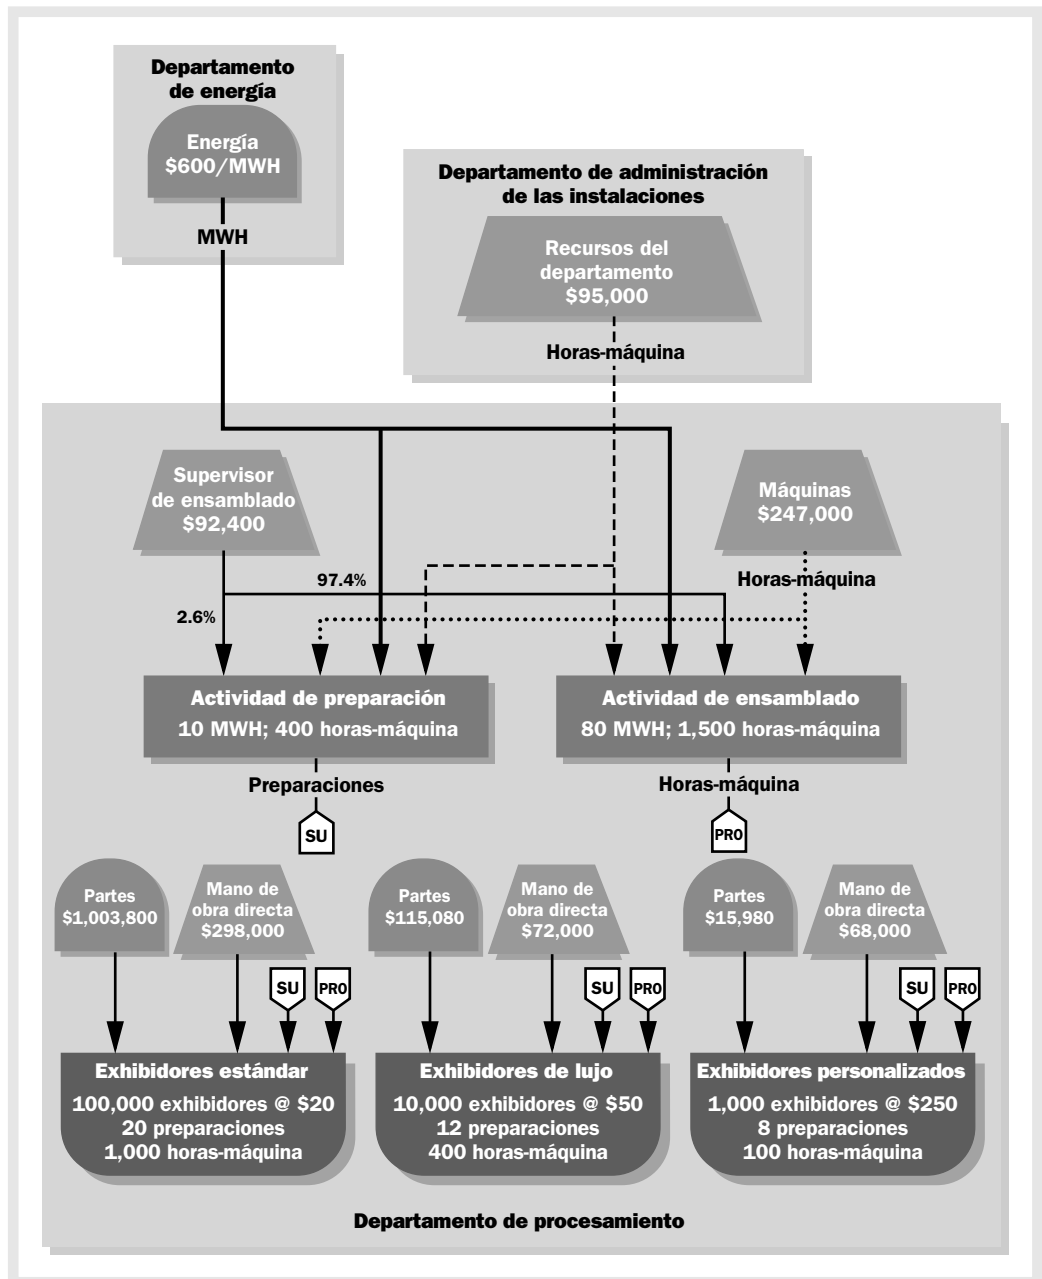 Departamento
de energía
Energía
$600/MWH
MWH
Departamento de administración
de las instalaciones
Recursos del
departamento
$95,000
Horas-máquina
Supervisor
de ensamblado
$92,400
Máquinas
$247,000
97.4%
Horas-máquina
2.6%
Actividad de preparación
10 MWH; 400 horas-máquina
Actividad de ensamblado
80 MWH; 1,500 horas-máquina
Preparaciones
Horas-máquina
SU
PRO
Partes
$1,003,800
Mano de
obra directa
$298,000
Partes
$115,080
Mano de
obra directa
$72,000
Partes
$15,980
Mano de
obra directa
$68,000
SU
PRO
SU
PRO
SU
PRO
Exhibidores estándar
100,000 exhibidores @ $20
20 preparaciones
1,000 horas-máquina
Exhibidores de lujo
10,000 exhibidores @ $50
12 preparaciones
400 horas-máquina
Exhibidores personalizados
1,000 exhibidores @ $250
8 preparaciones
100 horas-máquina
Departamento de procesamiento